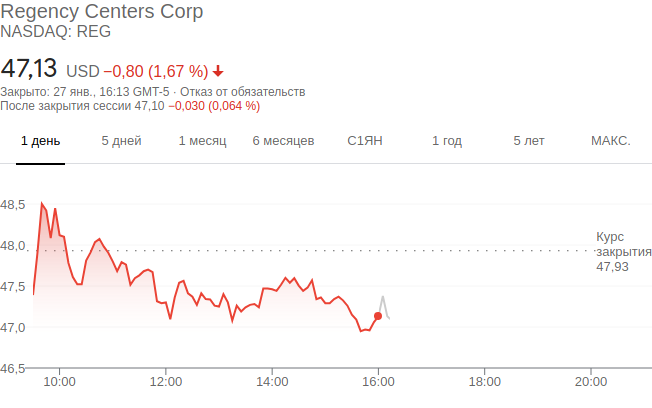 Regency Centers Corp
NASDAQ: REG
47,13 USD −0,80 (1,67 %)
Закрыто: 27 янв., 16:13 GMT-5 · Отказ от обязательств
После закрытия сессии 47,10 −0,030 (0,064 %)
1 день 5 дней 1 месяц 6 месяцев С1ЯН 1 год 5 лет МАКС.
48,5
48,0
47,5
47,0
46,5
Курс
закрытия
47,93
10:00 12:00 14:00 16:00 18:00 20:00